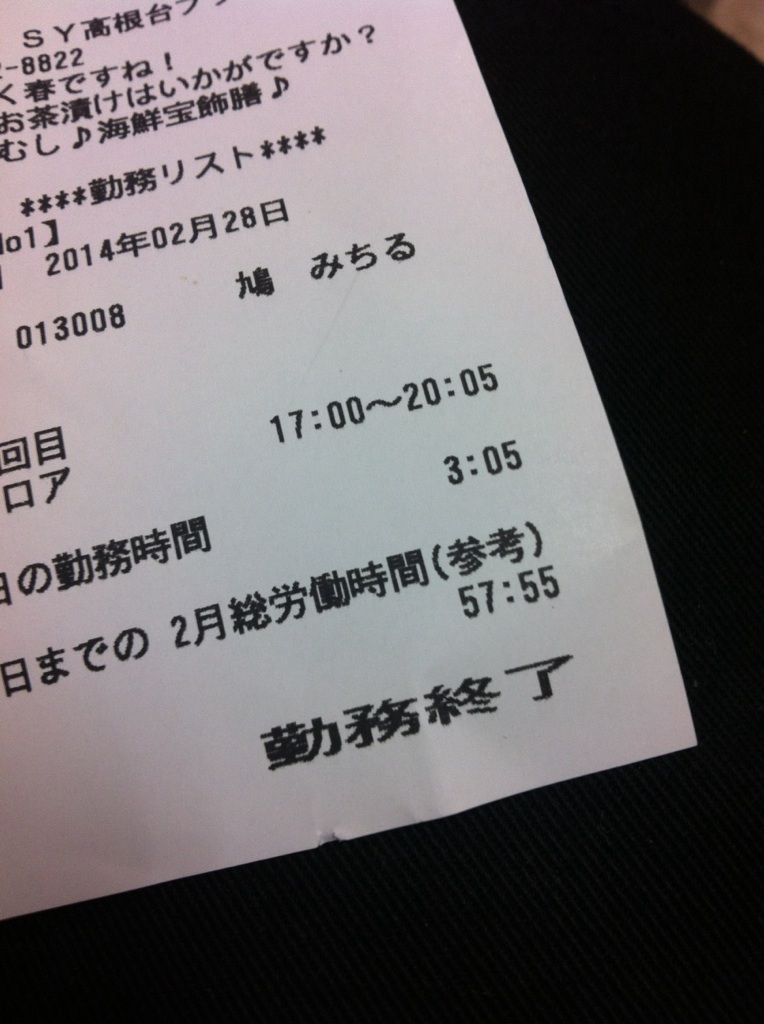 SY高根台
-8822
く春ですね!
お茶漬けはいかがですか?
むし♪海鮮宝飾膳♪
****勤務リスト****
No1】
】 2014年02月28日
013008 鳩 みちる
回目 17:00～20:05
ロア 3:05
日の勤務時間
日までの 2月総労働時間(参考)
57:55
勤務終了